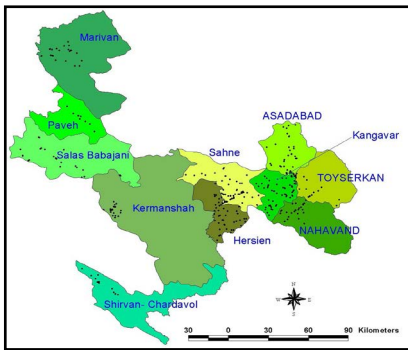 Marivan
ASADABAD
Paveh
Kangavar
Sahne
Salas Babajani
TOYSERKAN
Kermanshah
NAHAVAND
Hersien
Shirvan- Chardavol
N
W E
S
30 0 30 60 90 Kilometers